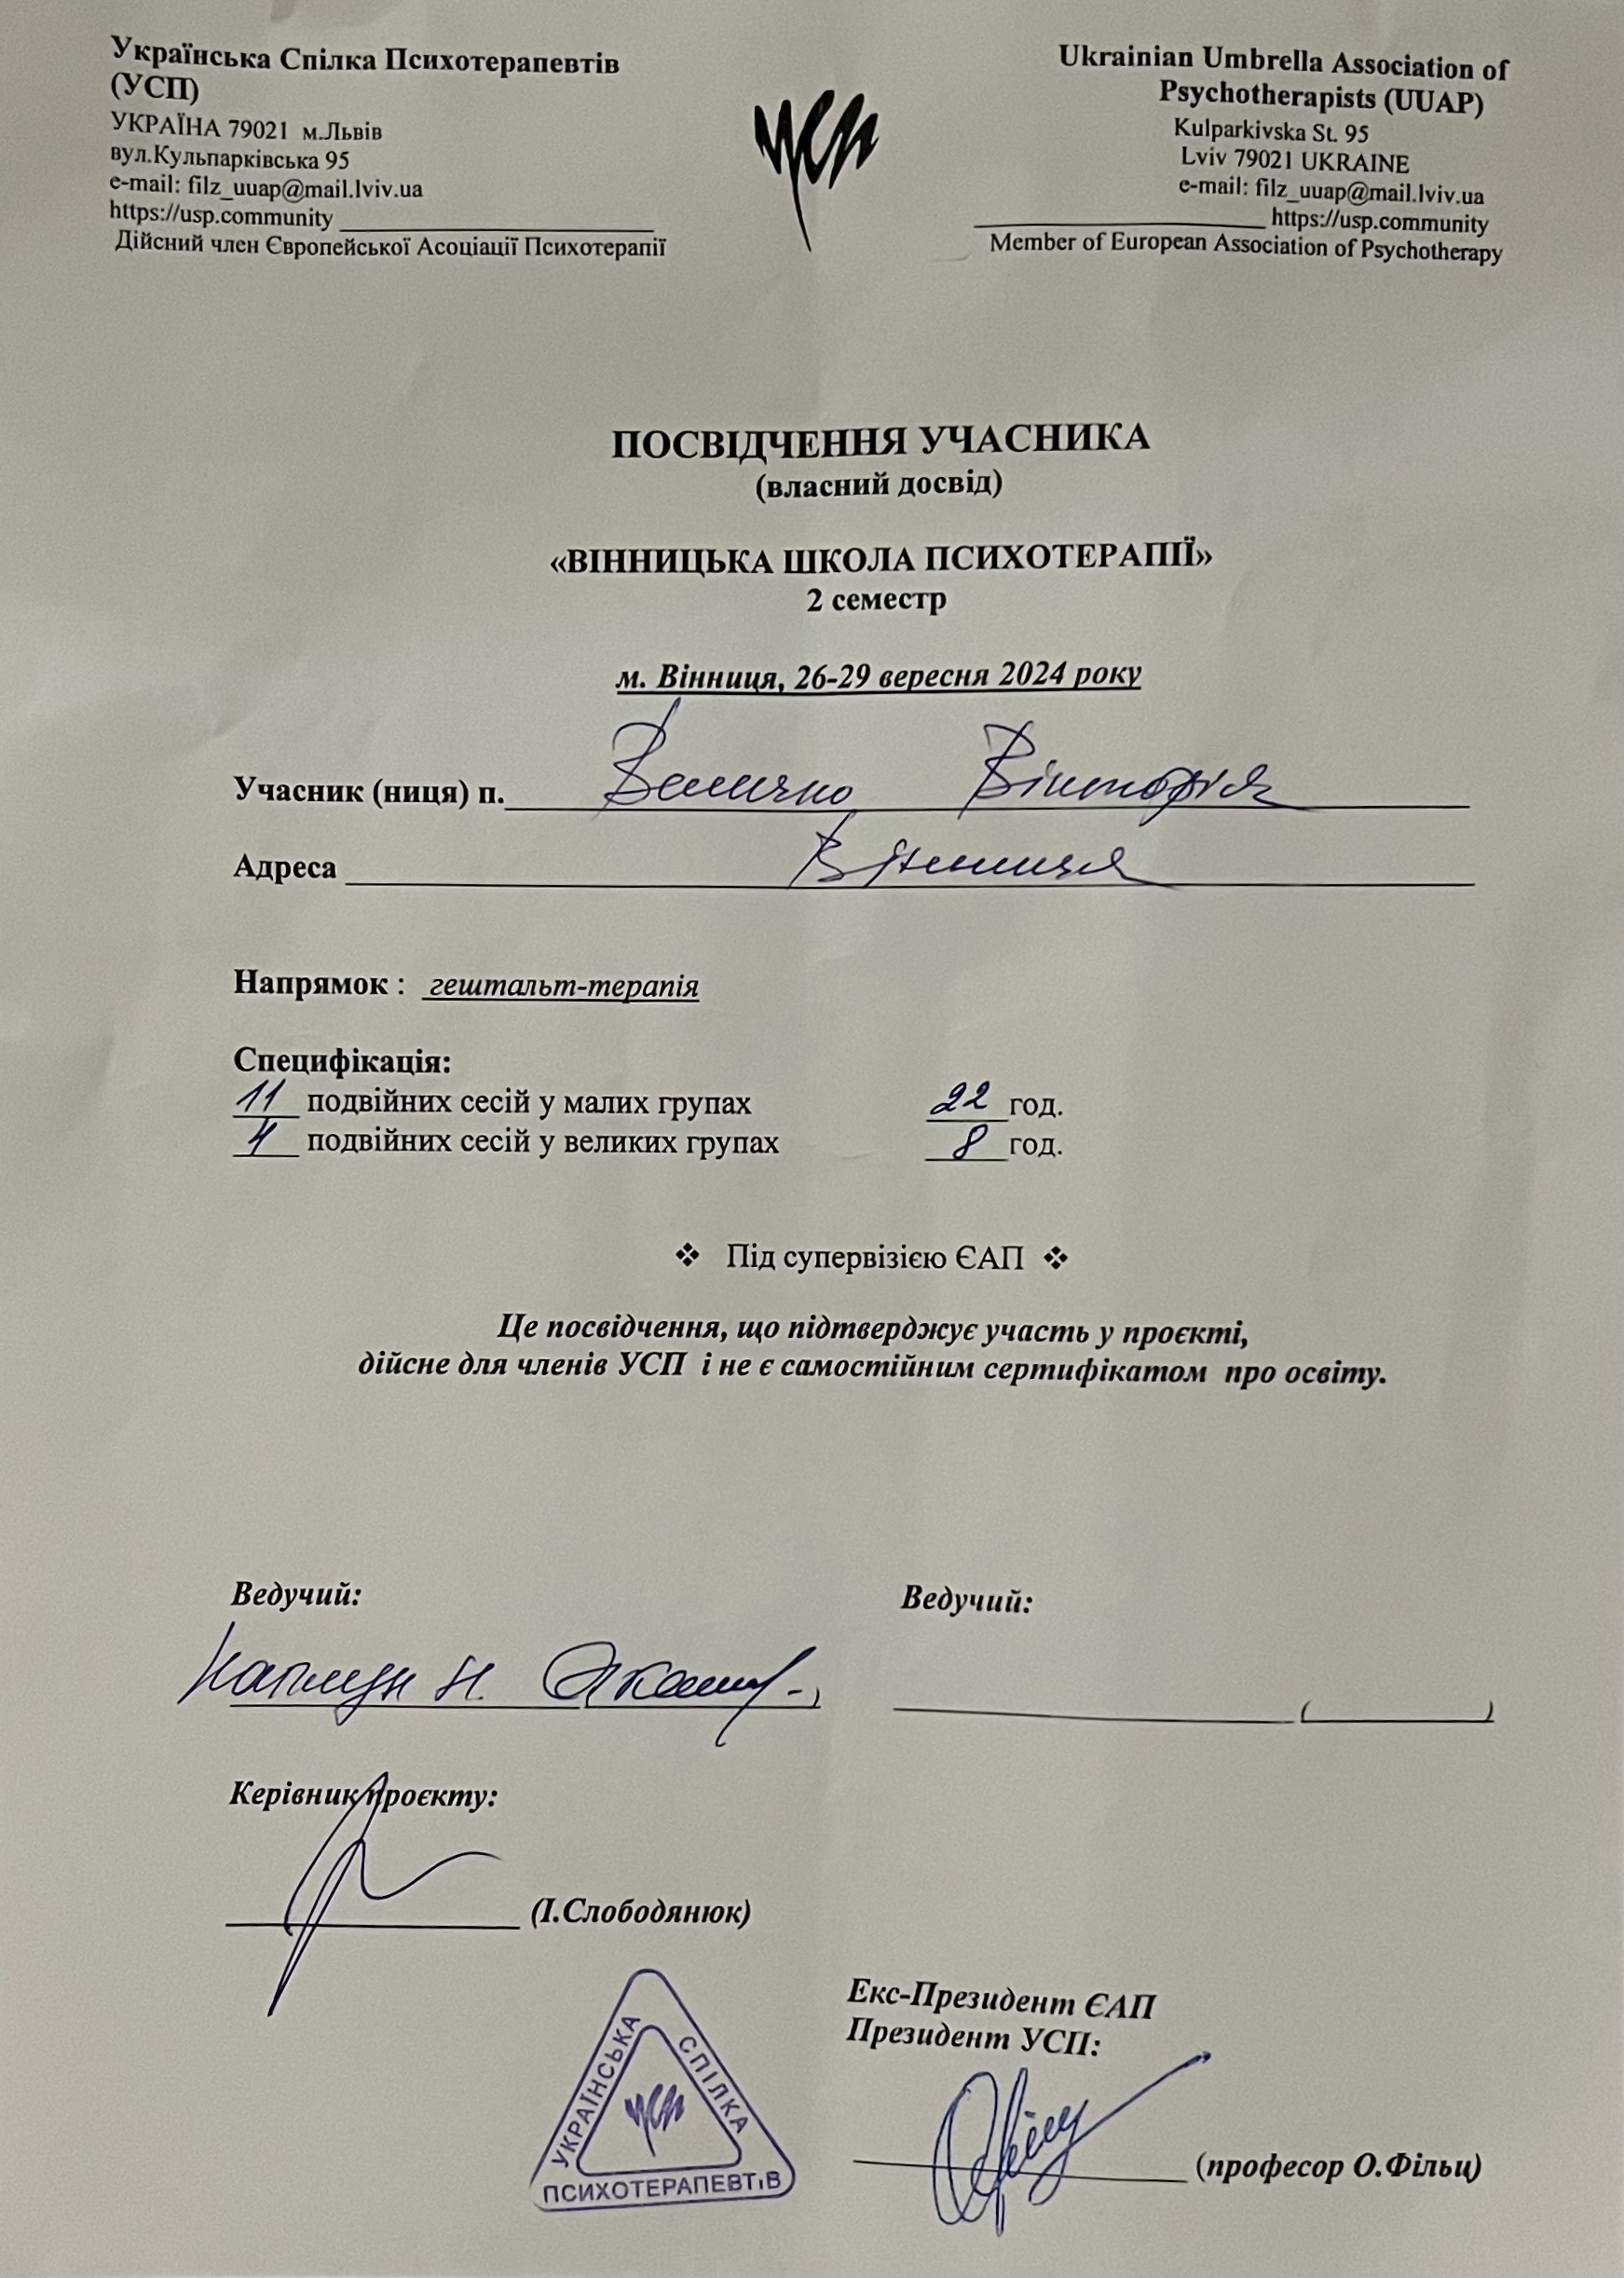 Українська Спілка Психотерапевтів
(УСП)
УКРАЇНА 79021 м.Львів
вул.Кульпарківська 95
e-mail: filz_uuap@mail.lviv.ua
https://usp.community
Дійсний член Європейської Асоціації Психотерапії
усп
Ukrainian Umbrella Association of
Psychotherapists (UUAP)
Kulparkivska St. 95
Lviv 79021 UKRAINE
e-mail: filz_uuap@mail.lviv.ua
https://usp.community
Member of European Association of Psychotherapy
ПОСВІДЧЕННЯ УЧАСНИКА
(власний досвід)
«ВІННИЦЬКА ШКОЛА ПСИХОТЕРАПІЇ»
2 семестр
м. Вінниця, 26-29 вересня 2024 року
Учасник (ниця) п. Величко Вікторія
Адреса Вінниця
Напрямок : гештальт-терапія
Специфікація:
11 подвійних сесій у малих групах 22 год.
4 подвійних сесій у великих групах 8 год.
❖ Під супервізією ЄАП ❖
Це посвідчення, що підтверджує участь у проєкті,
дійсне для членів УСП і не є самостійним сертифікатом про освіту.
Ведучий: Ведучий:
Н.
Керівник проєкту:
(І.Слободянюк)
Екс-Президент ЄАП
Президент УСП:
(професор О.Фільц)
УКРАЇНСЬКА СПІЛКА
усп
ПСИХОТЕРАПЕВТІВ